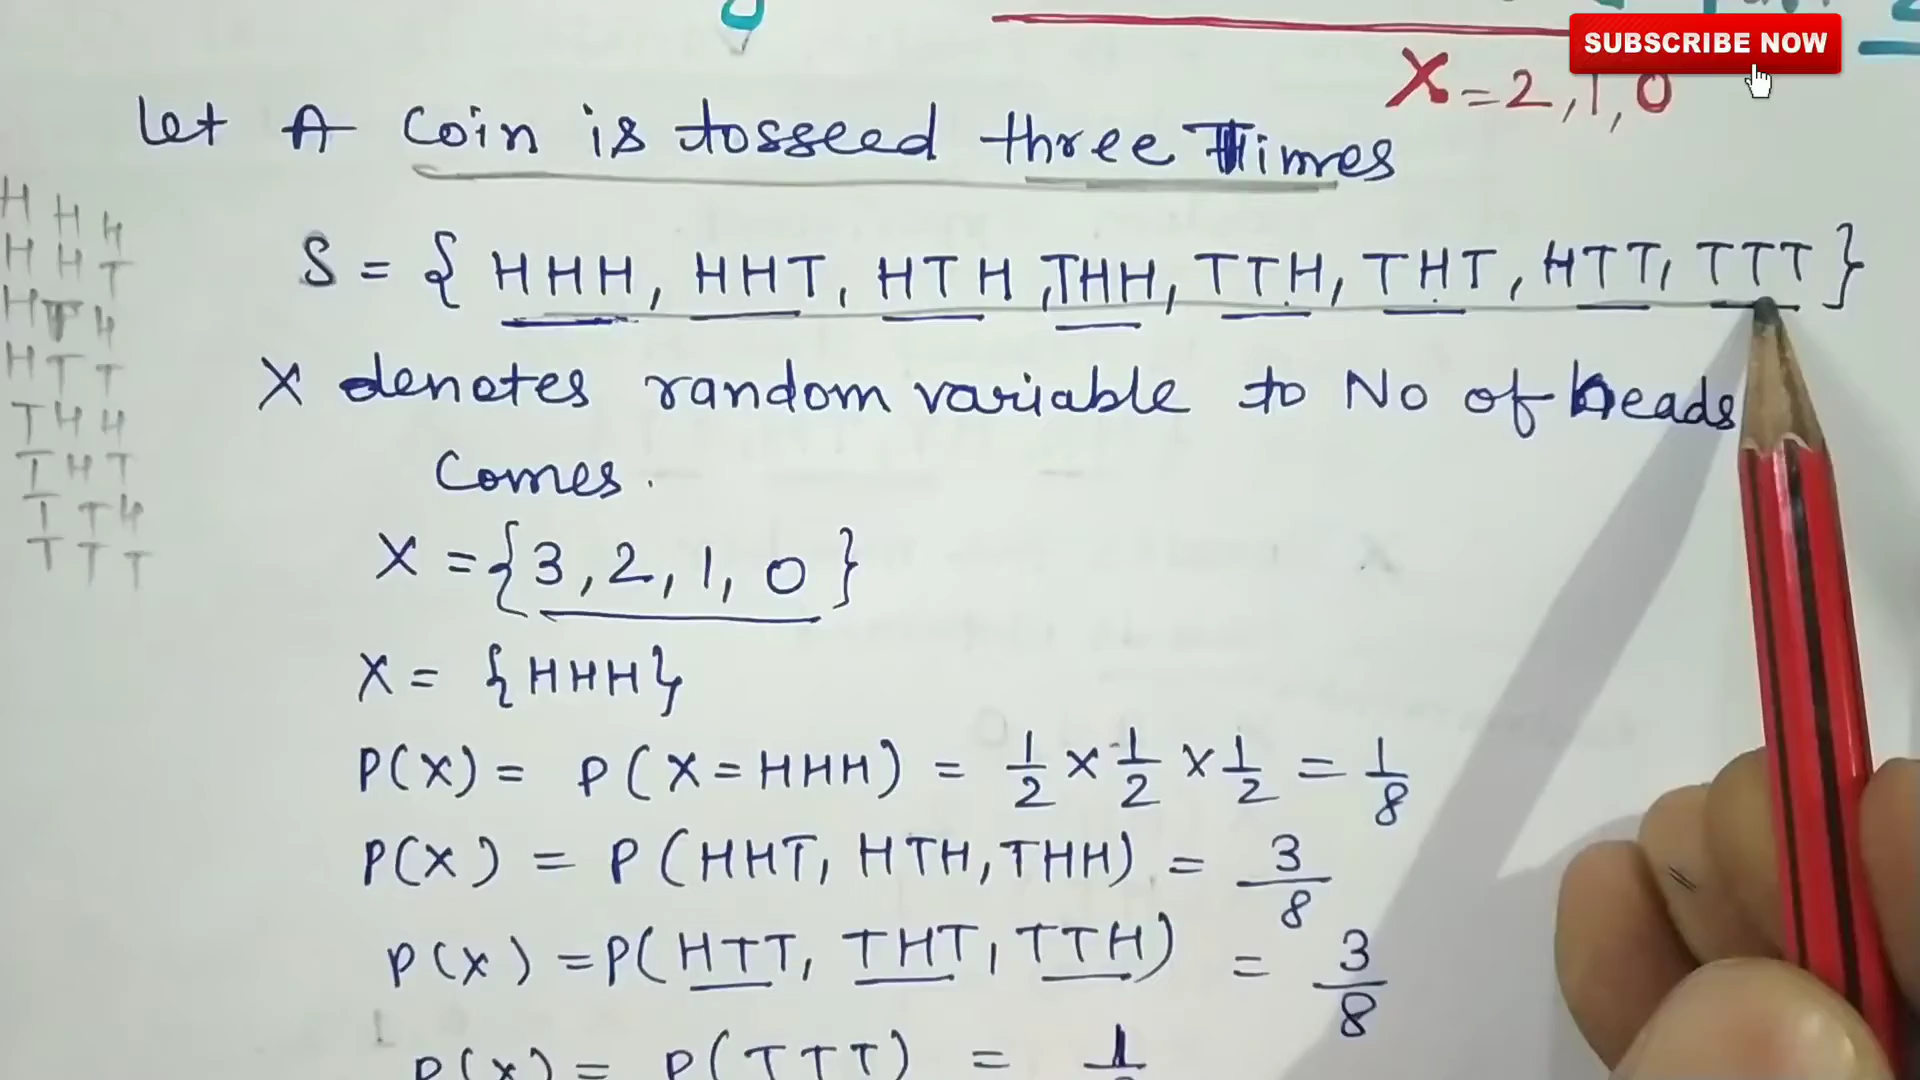 SUBSCRIBE NOW
X=2,1,0
Let A Coin is tosseed three Times
S = { HHH, HHT, HTH, THH, TTH, THT, HTT, TTT }
X denotes random variable to No of heads
Comes.
X = {3, 2, 1, 0}
X = {HHH}
P(X) = P(X=HHH) = 1/2 × 1/2 × 1/2 = 1/8
P(X) = P(HHT, HTH, THH) = 3/8
P(X) = P(HTT, THT, TTH) = 3/8
P(X) = P(TTT) = 1
H H H
H H T
H T H
H T T
T H H
T H T
T T H
T T T